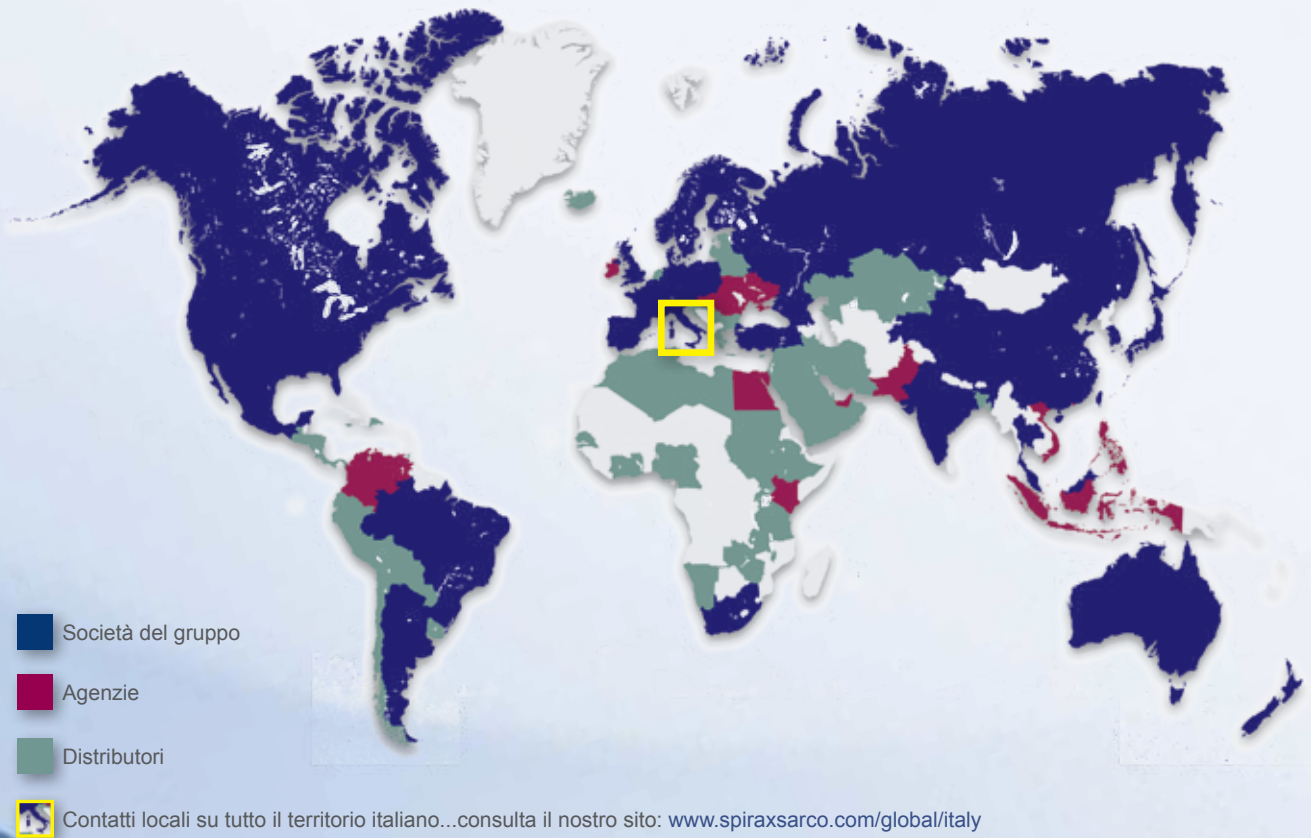 Società del gruppo
Agenzie
Distributori
Contatti locali su tutto il territorio italiano...consulta il nostro sito: www.spiraxsarco.com/global/italy